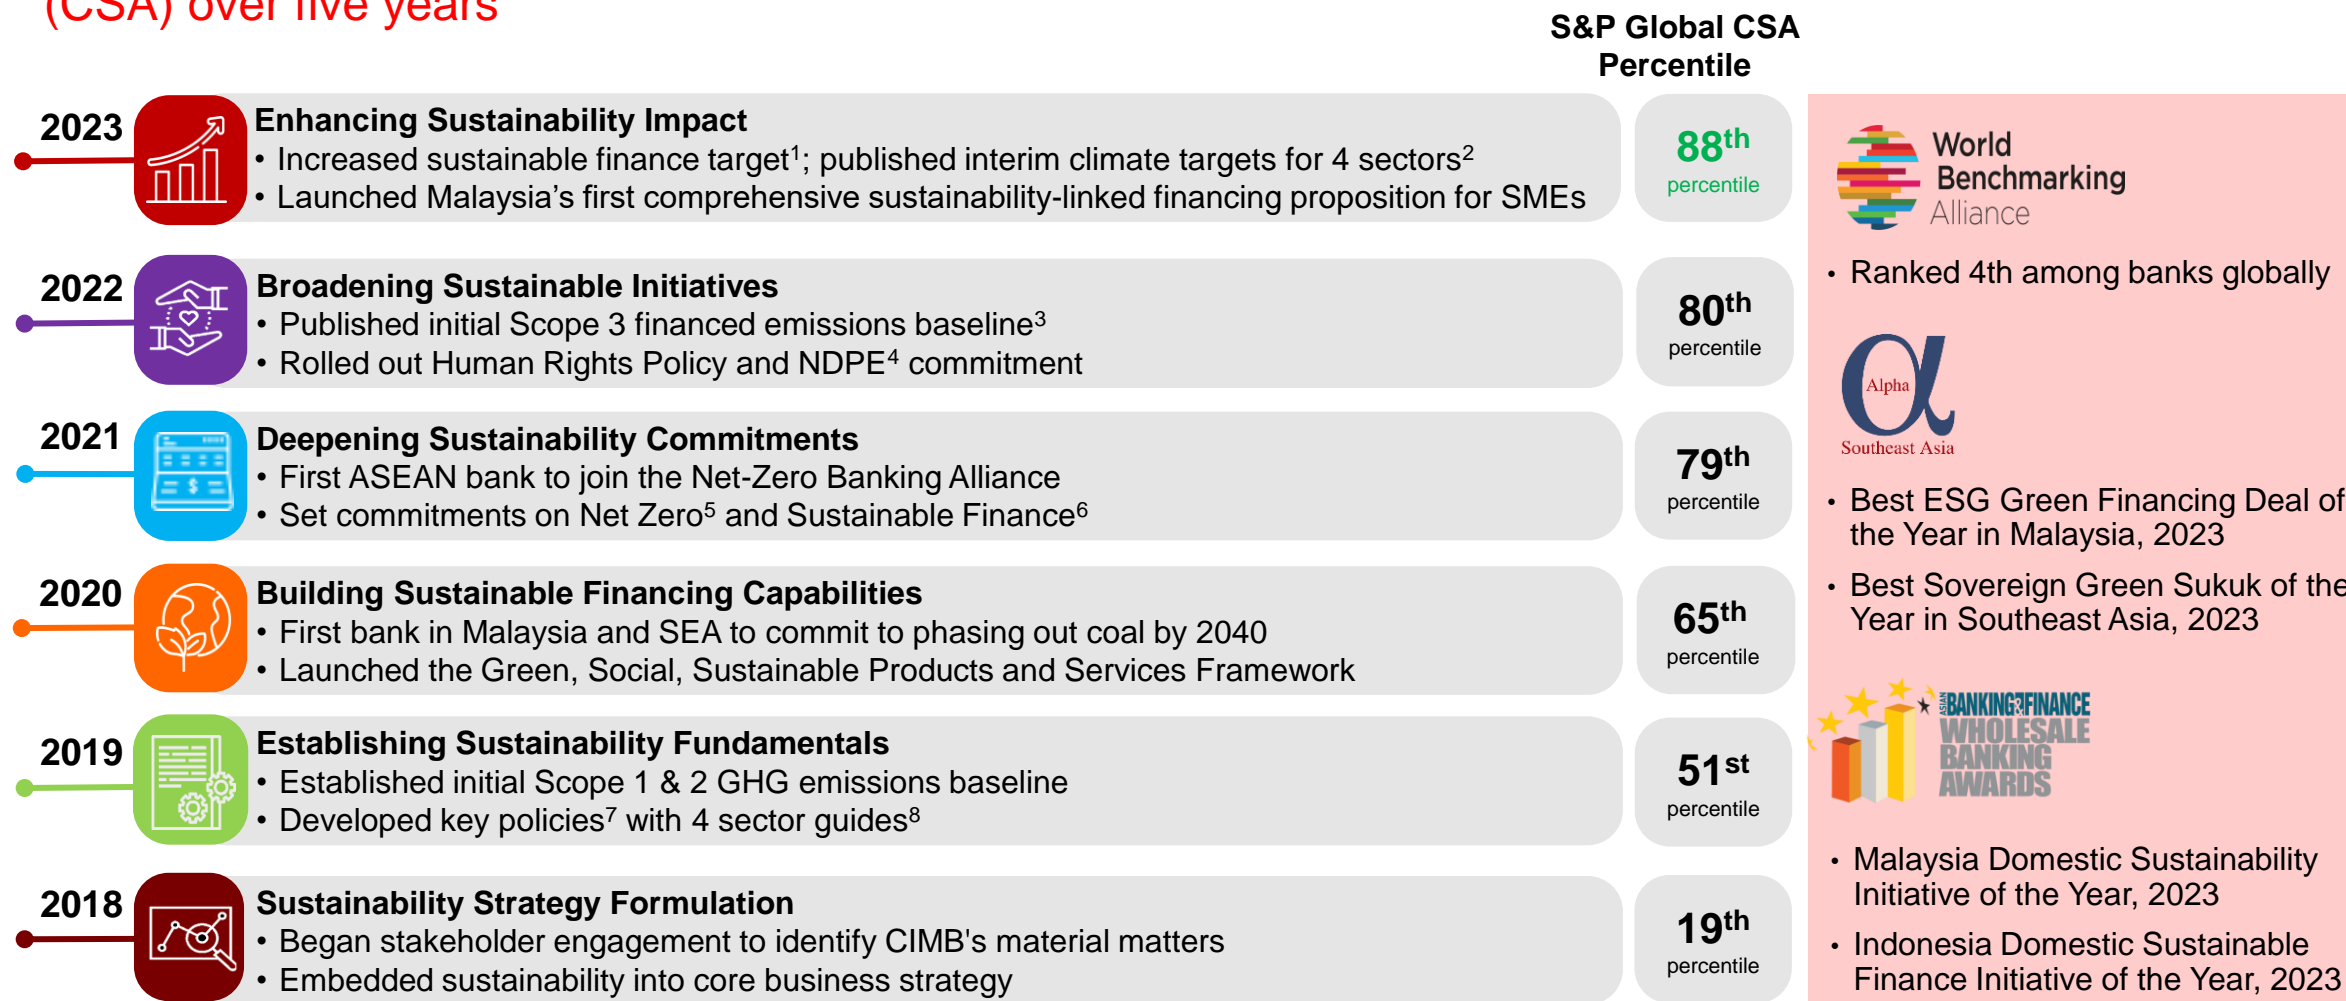 (CSA) over five years
S&P Global CSA
Percentile
2023
Enhancing Sustainability Impact
• Increased sustainable finance target¹; published interim climate targets for 4 sectors²
• Launched Malaysia’s first comprehensive sustainability-linked financing proposition for SMEs
88th
percentile
2022
Broadening Sustainable Initiatives
• Published initial Scope 3 financed emissions baseline³
• Rolled out Human Rights Policy and NDPE⁴ commitment
80th
percentile
2021
Deepening Sustainability Commitments
• First ASEAN bank to join the Net-Zero Banking Alliance
• Set commitments on Net Zero⁵ and Sustainable Finance⁶
79th
percentile
2020
Building Sustainable Financing Capabilities
• First bank in Malaysia and SEA to commit to phasing out coal by 2040
• Launched the Green, Social, Sustainable Products and Services Framework
65th
percentile
2019
Establishing Sustainability Fundamentals
• Established initial Scope 1 & 2 GHG emissions baseline
• Developed key policies⁷ with 4 sector guides⁸
51st
percentile
2018
Sustainability Strategy Formulation
• Began stakeholder engagement to identify CIMB's material matters
• Embedded sustainability into core business strategy
19th
percentile
World
Benchmarking
Alliance
• Ranked 4th among banks globally
Alpha
Southeast Asia
• Best ESG Green Financing Deal of
the Year in Malaysia, 2023
• Best Sovereign Green Sukuk of the
Year in Southeast Asia, 2023
ASIAN
BANKING&FINANCE
WHOLESALE
BANKING
AWARDS
• Malaysia Domestic Sustainability
Initiative of the Year, 2023
• Indonesia Domestic Sustainable
Finance Initiative of the Year, 2023